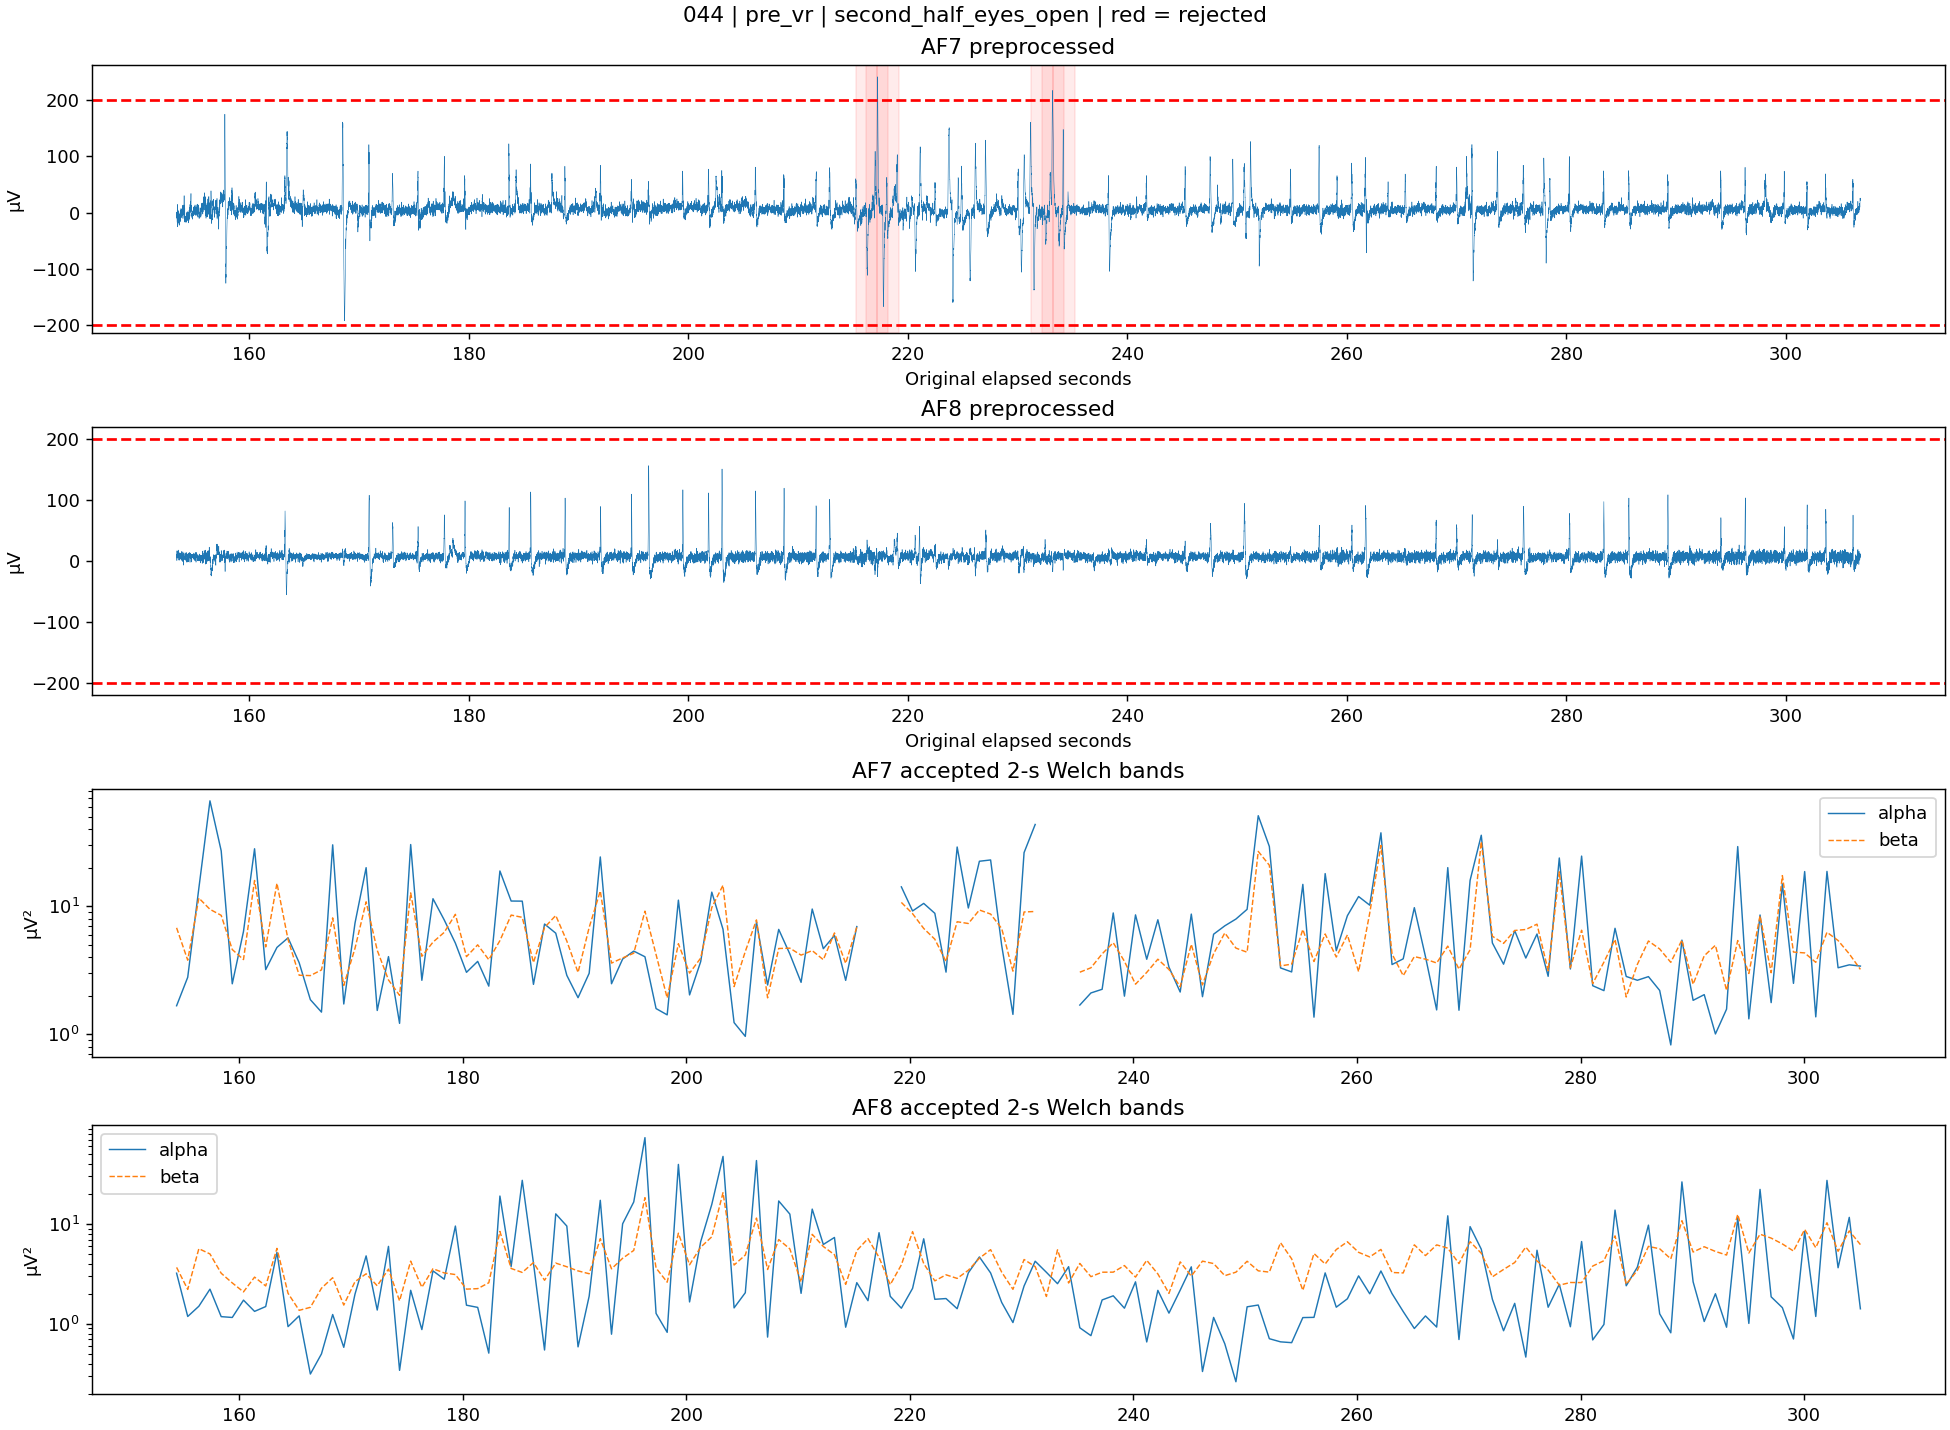 044 | pre_vr | second_half_eyes_open | red = rejected
AF7 preprocessed
µV
200
100
0
−100
−200
160 180 200 220 240 260 280 300
Original elapsed seconds
AF8 preprocessed
µV
200
100
0
−100
−200
160 180 200 220 240 260 280 300
Original elapsed seconds
AF7 accepted 2-s Welch bands
µV²
10¹
10⁰
alpha
beta
160 180 200 220 240 260 280 300
AF8 accepted 2-s Welch bands
µV²
10¹
10⁰
alpha
beta
160 180 200 220 240 260 280 300